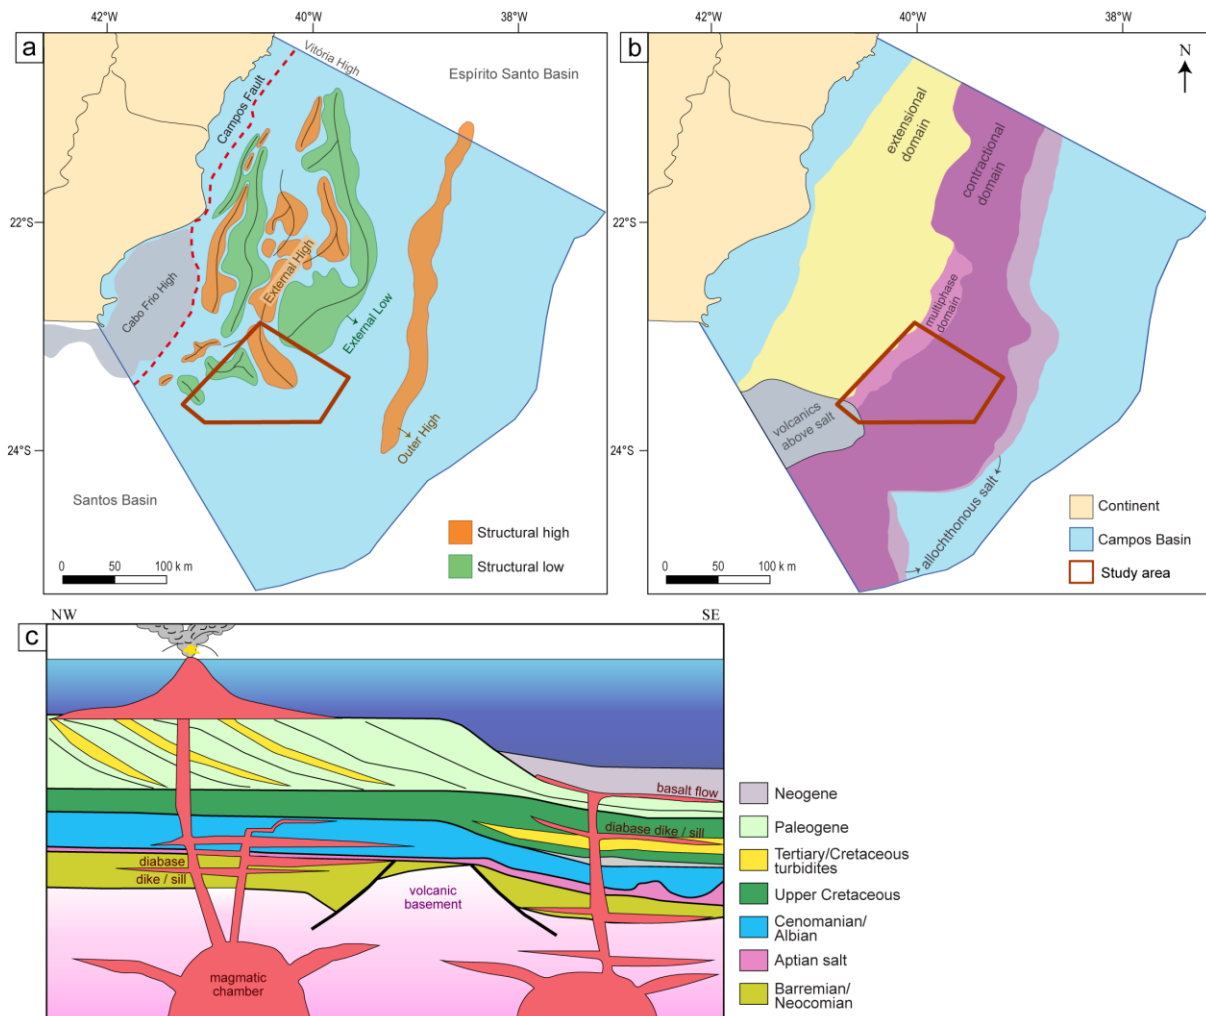 42°W
40°W
38°W
a
Vitória High
Espírito Santo Basin
Campos Fault
22°S
External High
Cabo Frio High
External Low
Outer High
24°S
Santos Basin
Structural high
Structural low
0
50
100 km
42°W
40°W
38°W
b
N
extensional
domain
contractional
domain
22°S
multiphase
domain
volcanics
above salt
24°S
allochthonous salt
Continent
Campos Basin
Study area
0
50
100 km
NW
SE
c
basalt flow
diabase dike / sill
diabase
dike / sill
volcanic
basement
magmatic
chamber
Neogene
Paleogene
Tertiary/Cretaceous
turbidites
Upper Cretaceous
Cenomanian/
Albian
Aptian salt
Barremian/
Neocomian